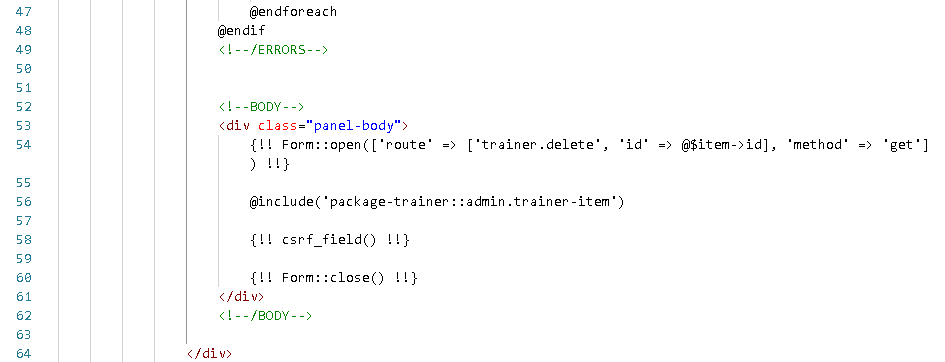 47 @endforeach
48 @endif
49 <!--/ERRORS-->
50
51
52 <!--BODY-->
53 <div class="panel-body">
54 {!! Form::open(['route' => ['trainer.delete', 'id' => @$item->id], 'method' => 'get']
) !!}
55
56 @include('package-trainer::admin.trainer-item')
57
58 {!! csrf_field() !!}
59
60 {!! Form::close() !!}
61 </div>
62 <!--/BODY-->
63
64 </div>